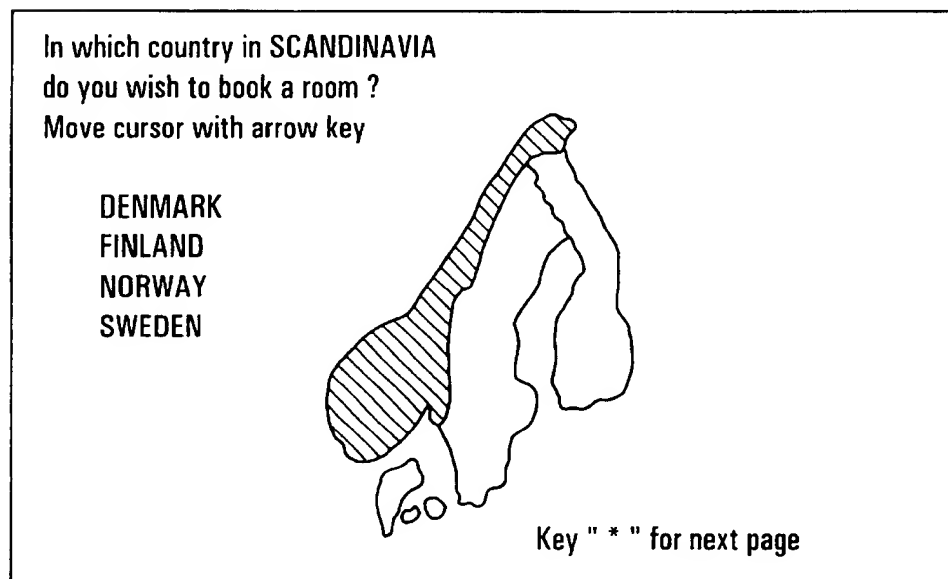 In which country in SCANDINAVIA
do you wish to book a room ?
Move cursor with arrow key
DENMARK
FINLAND
NORWAY
SWEDEN
Key " * " for next page